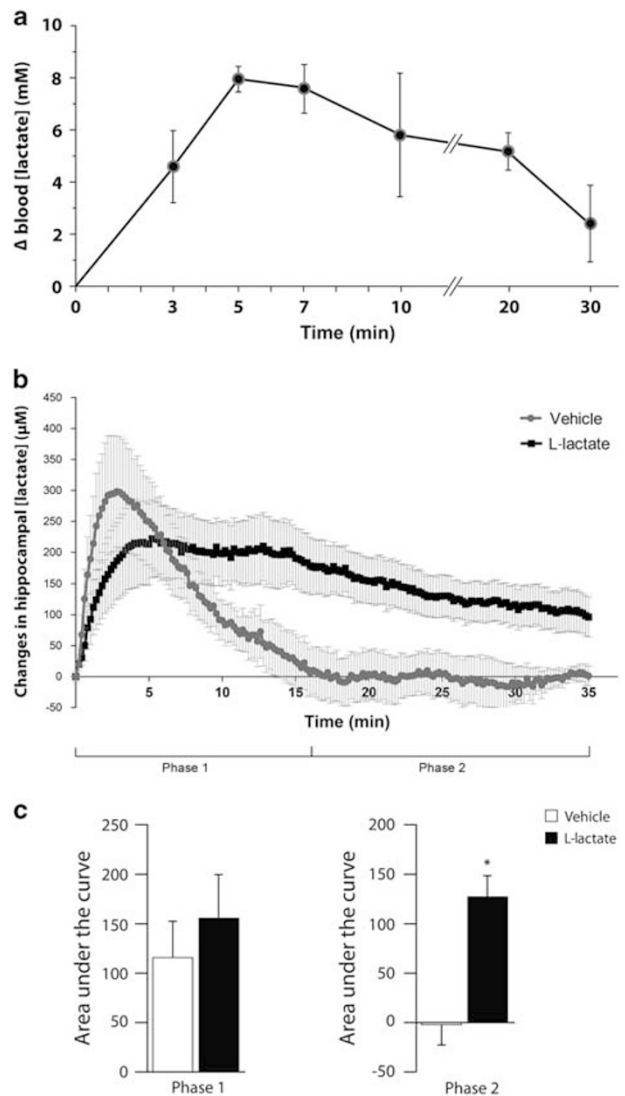 a
Δ blood [lactate] (mM)
10
8
6
4
2
0
0 3 5 7 10 20 30
Time (min)
b
Changes in hippocampal [lactate] (µM)
450
400
350
300
250
200
150
100
50
0
-50
5 10 15 20 25 30 35
Time (min)
Vehicle
L-lactate
Phase 1 Phase 2
c
Area under the curve
250
200
150
100
50
0
Phase 1
Area under the curve
200
150
100
50
0
-50
*
Phase 2
Vehicle
L-lactate